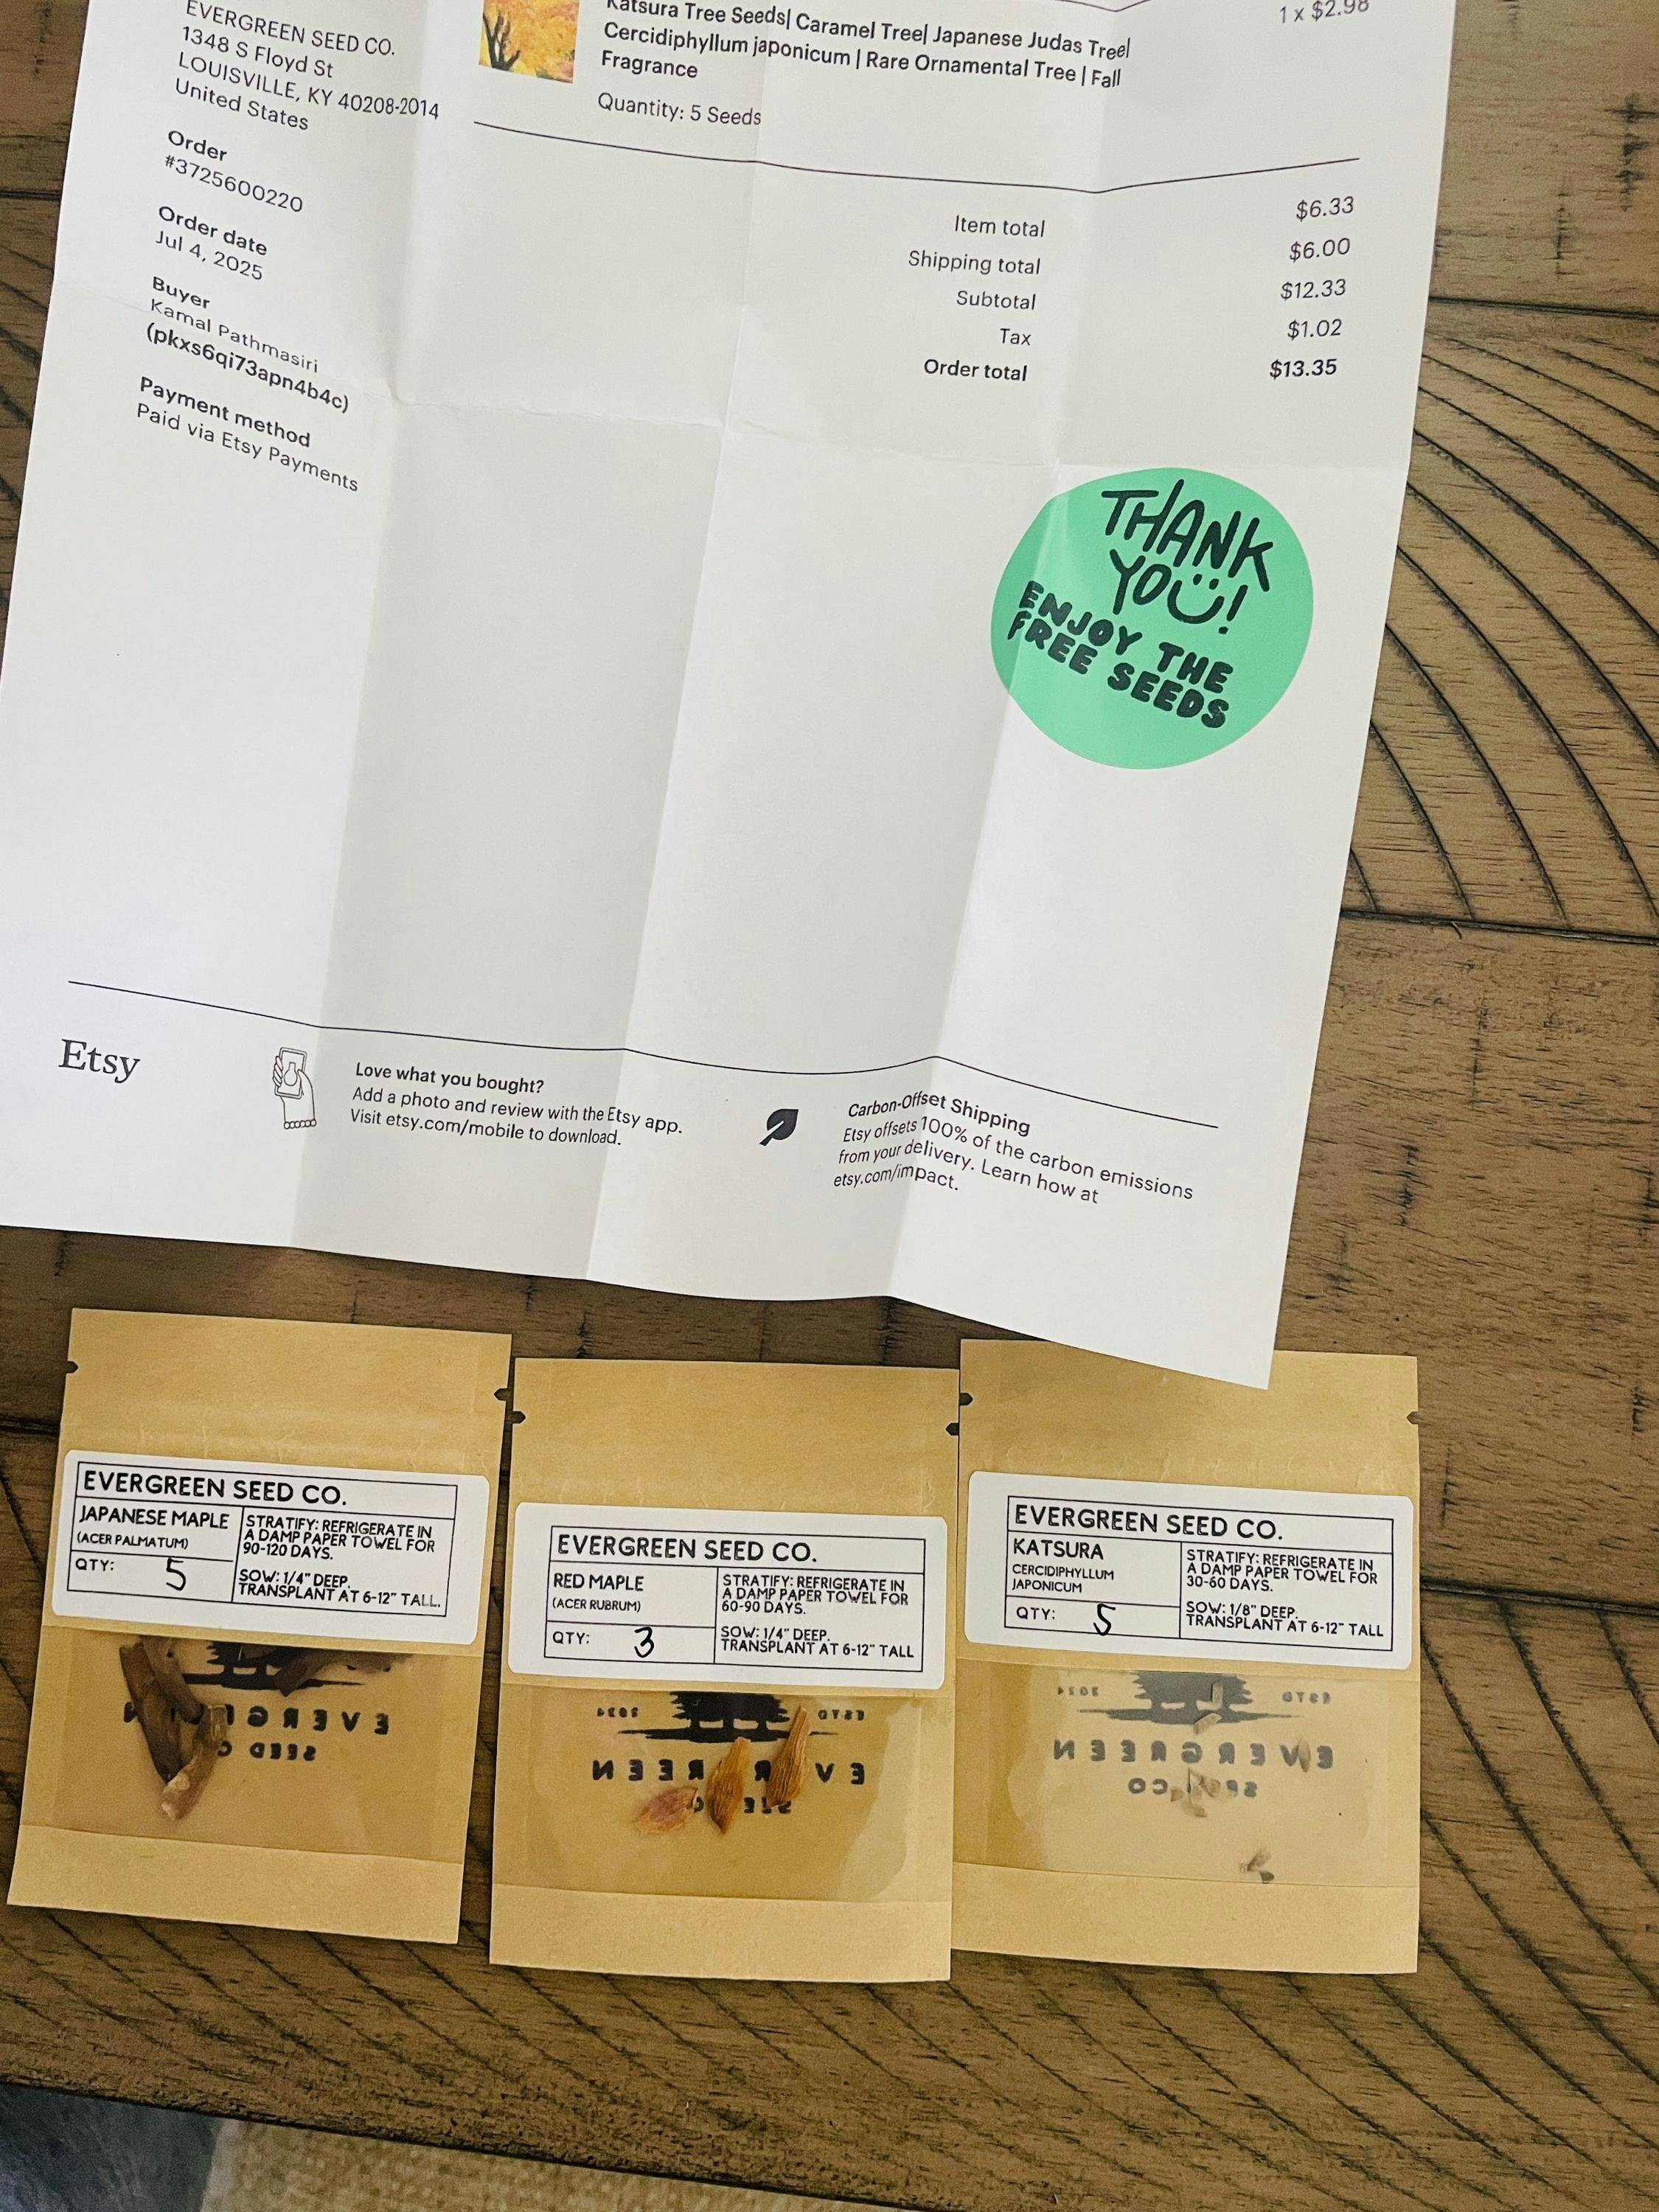 EVERGREEN SEED CO.
1348 S Floyd St
LOUISVILLE, KY 40208-2014
United States
Order
#3725600220
Order date
Jul 4, 2025
Buyer
Kamal Pathmasiri
(pkxs6qi73apn4b4c)
Payment method
Paid via Etsy Payments
Katsura Tree Seeds| Caramel Tree| Japanese Judas Tree|
Cercidiphyllum japonicum | Rare Ornamental Tree | Fall
Fragrance
Quantity: 5 Seeds
1 x $2.98
Item total $6.33
Shipping total $6.00
Subtotal $12.33
Tax $1.02
Order total $13.35
THANK
YOU!
ENJOY THE
FREE SEEDS
Etsy
Love what you bought?
Add a photo and review with the Etsy app.
Visit etsy.com/mobile to download.
Carbon-Offset Shipping
Etsy offsets 100% of the carbon emissions
from your delivery. Learn how at
etsy.com/impact.
EVERGREEN SEED CO.
JAPANESE MAPLE
(ACER PALMATUM)
QTY: 5
STRATIFY: REFRIGERATE IN
A DAMP PAPER TOWEL FOR
90-120 DAYS.
SOW: 1/4" DEEP.
TRANSPLANT AT 6-12" TALL.
EVERGREEN SEED CO.
RED MAPLE
(ACER RUBRUM)
QTY: 3
STRATIFY: REFRIGERATE IN
A DAMP PAPER TOWEL FOR
60-90 DAYS.
SOW: 1/4" DEEP.
TRANSPLANT AT 6-12" TALL
EVERGREEN SEED CO.
KATSURA
CERCIDIPHYLLUM
JAPONICUM
QTY: 5
STRATIFY: REFRIGERATE IN
A DAMP PAPER TOWEL FOR
30-60 DAYS.
SOW: 1/8" DEEP.
TRANSPLANT AT 6-12" TALL
ESTD 2024
EVERGREEN
SEED CO